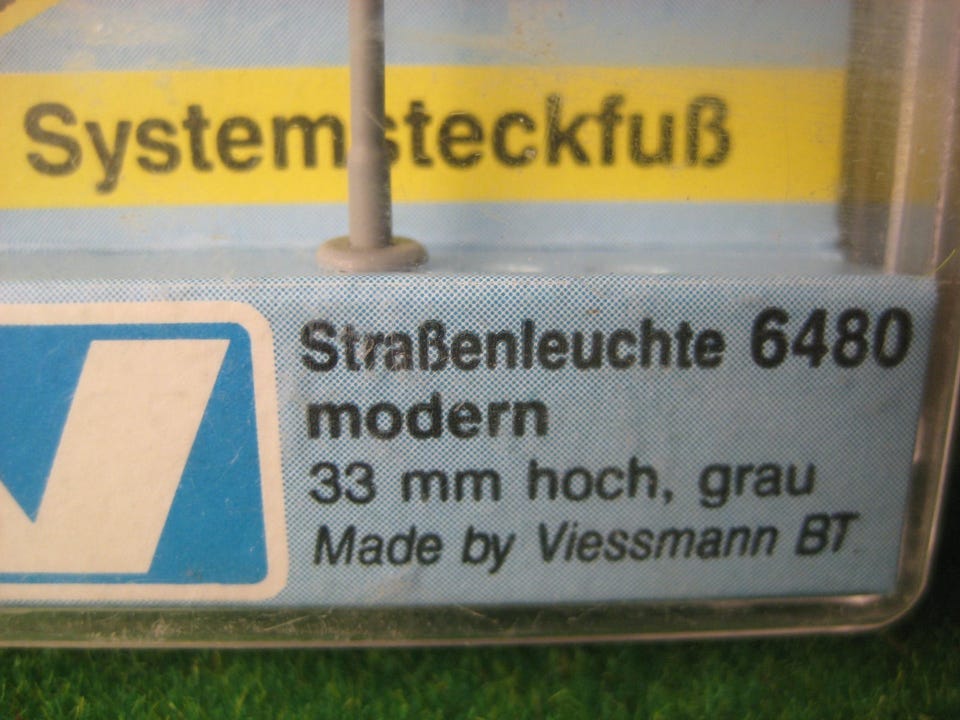 Systemsteckfuß
Straßenleuchte 6480
modern
33 mm hoch, grau
Made by Viessmann BT